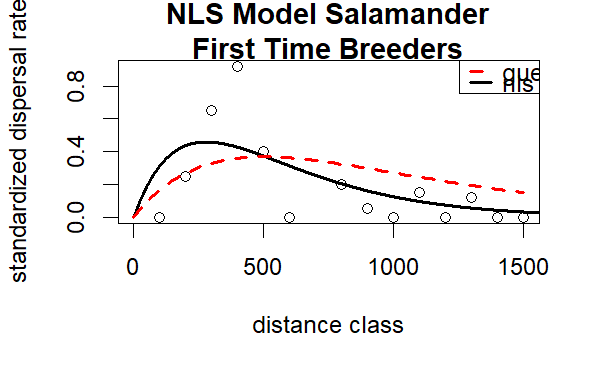 NLS Model Salamander
First Time Breeders
standardized dispersal rate
0.0 0.4 0.8
nls
0 500 1000 1500
distance class